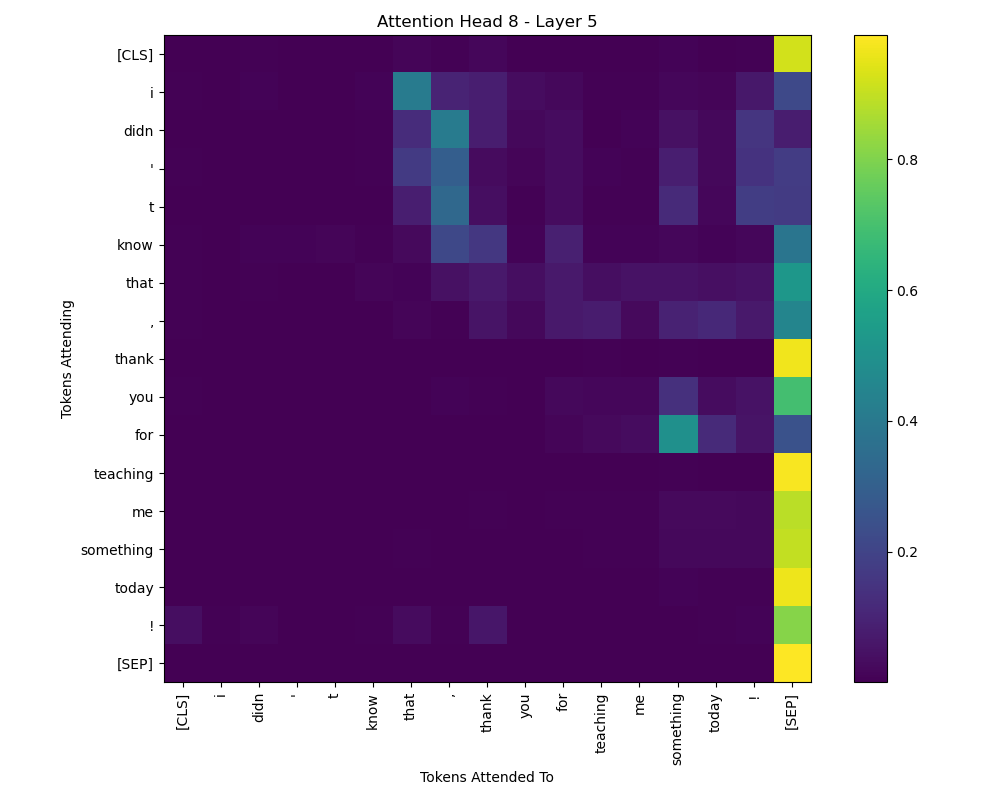 Attention Head 8 - Layer 5
Tokens Attending
[CLS]
i
didn
'
t
know
that
,
thank
you
for
teaching
me
something
today
!
[SEP]
[CLS]
i
didn
'
t
know
that
,
thank
you
for
teaching
me
something
today
!
[SEP]
Tokens Attended To
0.8
0.6
0.4
0.2